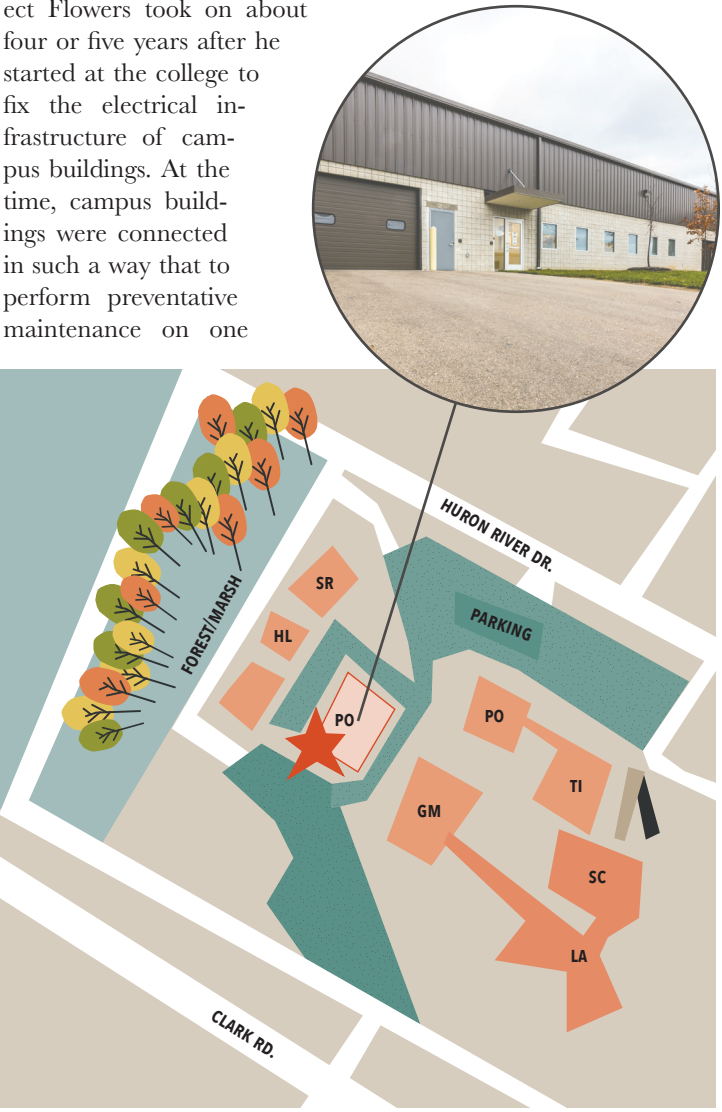 ect Flowers took on about
four or five years after he
started at the college to
fix the electrical in-
frastructure of cam-
pus buildings. At the
time, campus build-
ings were connected
in such a way that to
perform preventative
maintenance on one
HURON RIVER DR.
PARKING
FOREST/MARSH
SR
HL
PO
PO
TI
GM
SC
LA
CLARK RD.